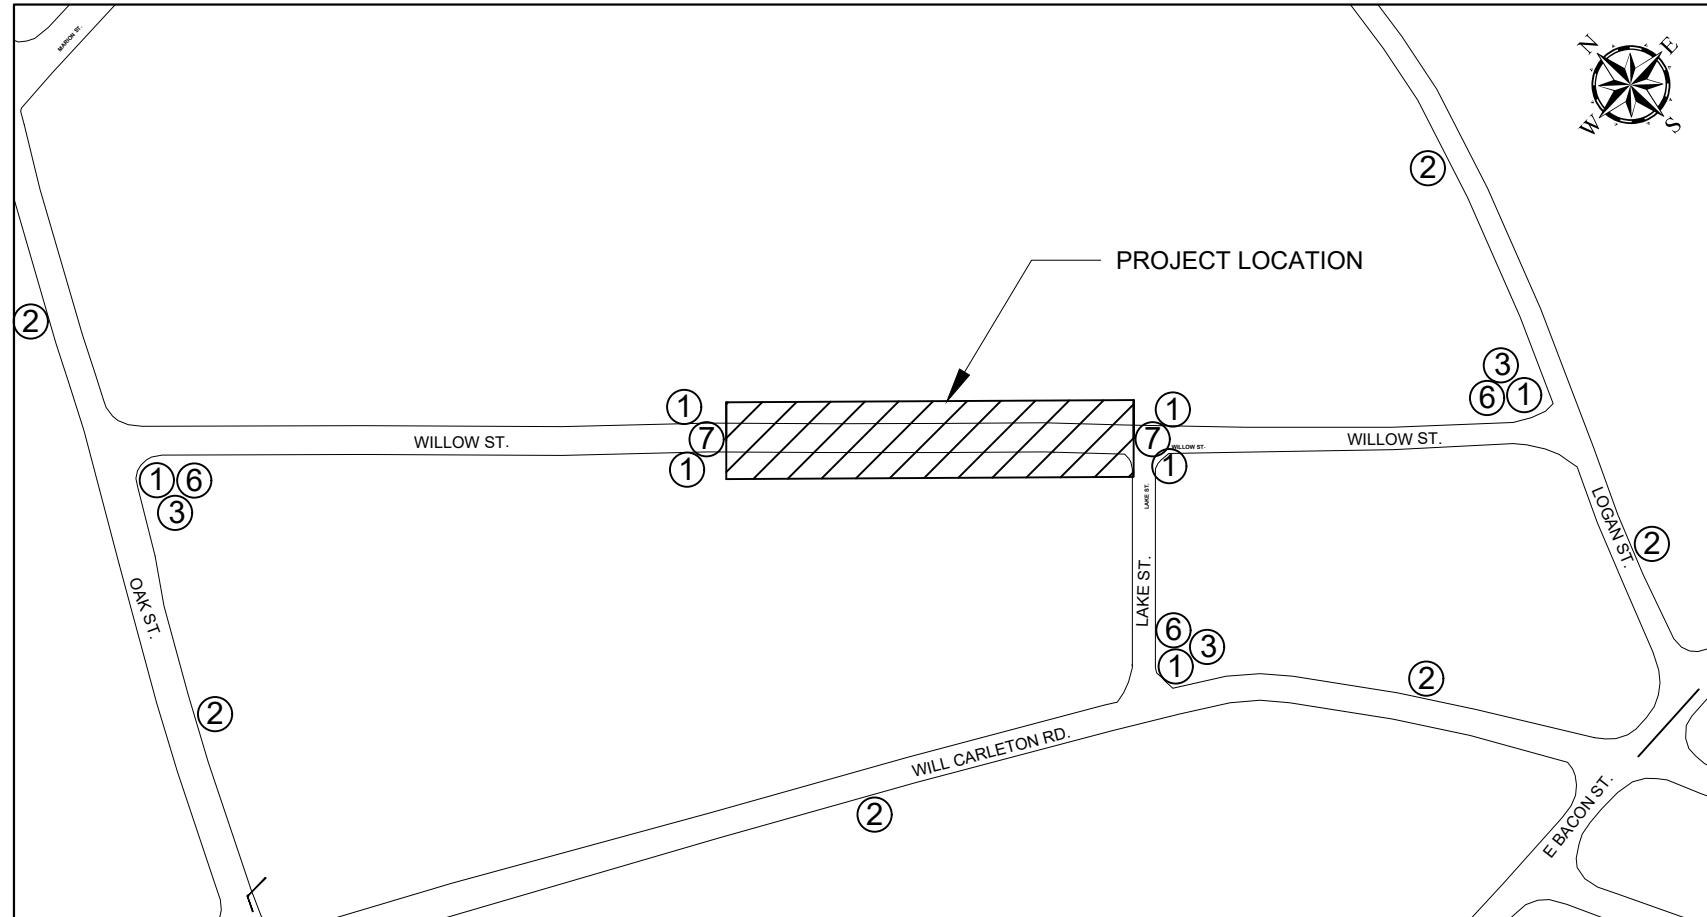 MARION ST.
N
E
W
S
2
PROJECT LOCATION
2
3
6
1
1
1
7
7
WILLOW ST.
WILLOW ST.
WILLOW ST.
1
1
1
6
3
LAKE ST.
LOGAN ST.
2
OAK ST.
LAKE ST.
6
3
1
2
2
WILL CARLETON RD.
E BACON ST.
2